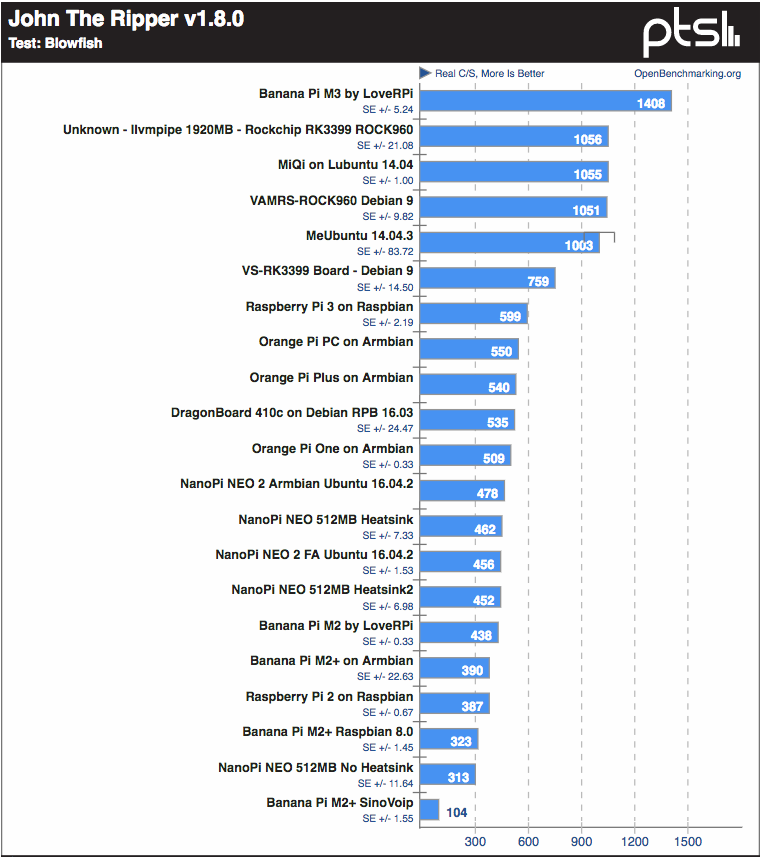 John The Ripper v1.8.0
Test: Blowfish
ptsl
Real C/S, More Is Better
OpenBenchmarking.org
Banana Pi M3 by LoveRPi
SE +/- 5.24
1408
Unknown - llvmpipe 1920MB - Rockchip RK3399 ROCK960
SE +/- 21.08
1056
MiQi on Lubuntu 14.04
SE +/- 1.00
1055
VAMRS-ROCK960 Debian 9
SE +/- 9.82
1051
MeUbuntu 14.04.3
SE +/- 83.72
1003
VS-RK3399 Board - Debian 9
SE +/- 14.50
759
Raspberry Pi 3 on Raspbian
SE +/- 2.19
599
Orange Pi PC on Armbian
550
Orange Pi Plus on Armbian
540
DragonBoard 410c on Debian RPB 16.03
SE +/- 24.47
535
Orange Pi One on Armbian
SE +/- 0.33
509
NanoPi NEO 2 Armbian Ubuntu 16.04.2
478
NanoPi NEO 512MB Heatsink
SE +/- 7.33
462
NanoPi NEO 2 FA Ubuntu 16.04.2
SE +/- 1.53
456
NanoPi NEO 512MB Heatsink2
SE +/- 6.98
452
Banana Pi M2 by LoveRPi
SE +/- 0.33
438
Banana Pi M2+ on Armbian
SE +/- 22.63
390
Raspberry Pi 2 on Raspbian
SE +/- 0.67
387
Banana Pi M2+ Raspbian 8.0
SE +/- 1.45
323
NanoPi NEO 512MB No Heatsink
SE +/- 11.64
313
Banana Pi M2+ SinoVoip
SE +/- 1.55
104
300 600 900 1200 1500